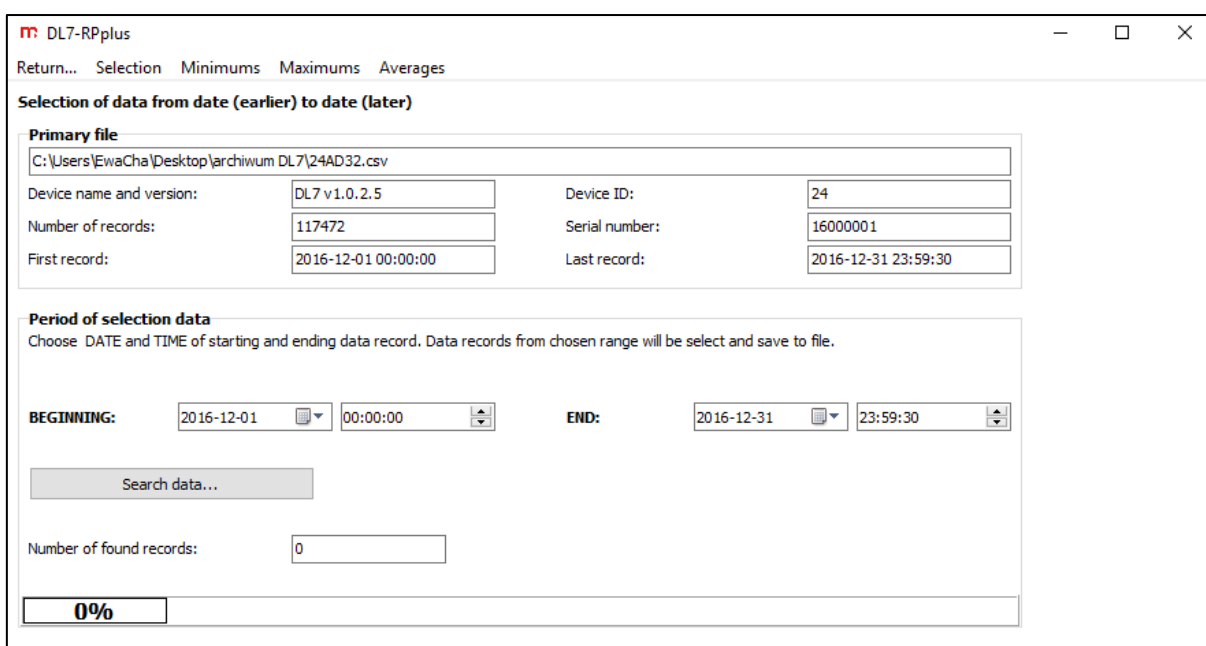 DL7-RPplus
Return... Selection Minimums Maximums Averages
Selection of data from date (earlier) to date (later)
Primary file
C:\Users\EwaCha\Desktop\archiwum DL7\24AD32.csv
Device name and version: DL7 v1.0.2.5 Device ID: 24
Number of records: 117472 Serial number: 16000001
First record: 2016-12-01 00:00:00 Last record: 2016-12-31 23:59:30
Period of selection data
Choose DATE and TIME of starting and ending data record. Data records from chosen range will be select and save to file.
BEGINNING: 2016-12-01 00:00:00 END: 2016-12-31 23:59:30
Search data...
Number of found records: 0
0%